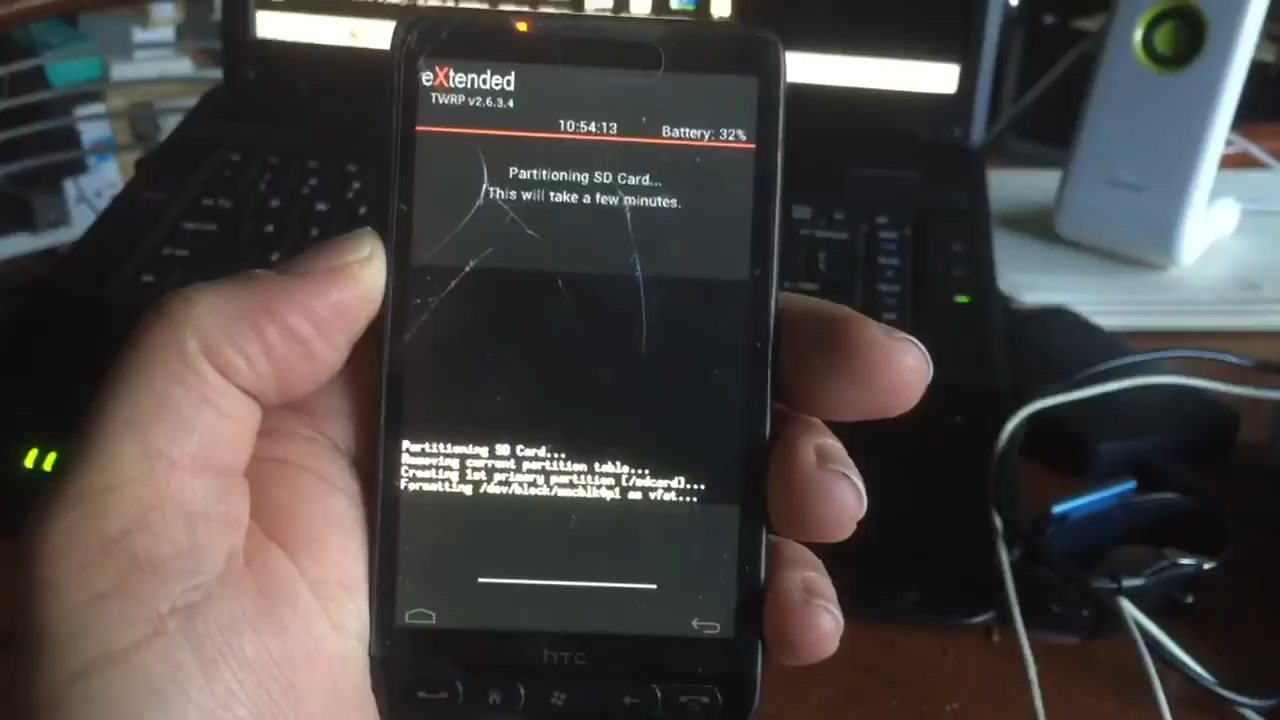 eXtended
TWRP v2.6.3.4
10:54:13 Battery: 32%
Partitioning SD Card...
This will take a few minutes.
Partitioning SD Card...
Removing current partition table...
Creating 1st primary partition [/sdcard]...
Formatting /dev/block/mmcblk0p1 as vfat...
hTC